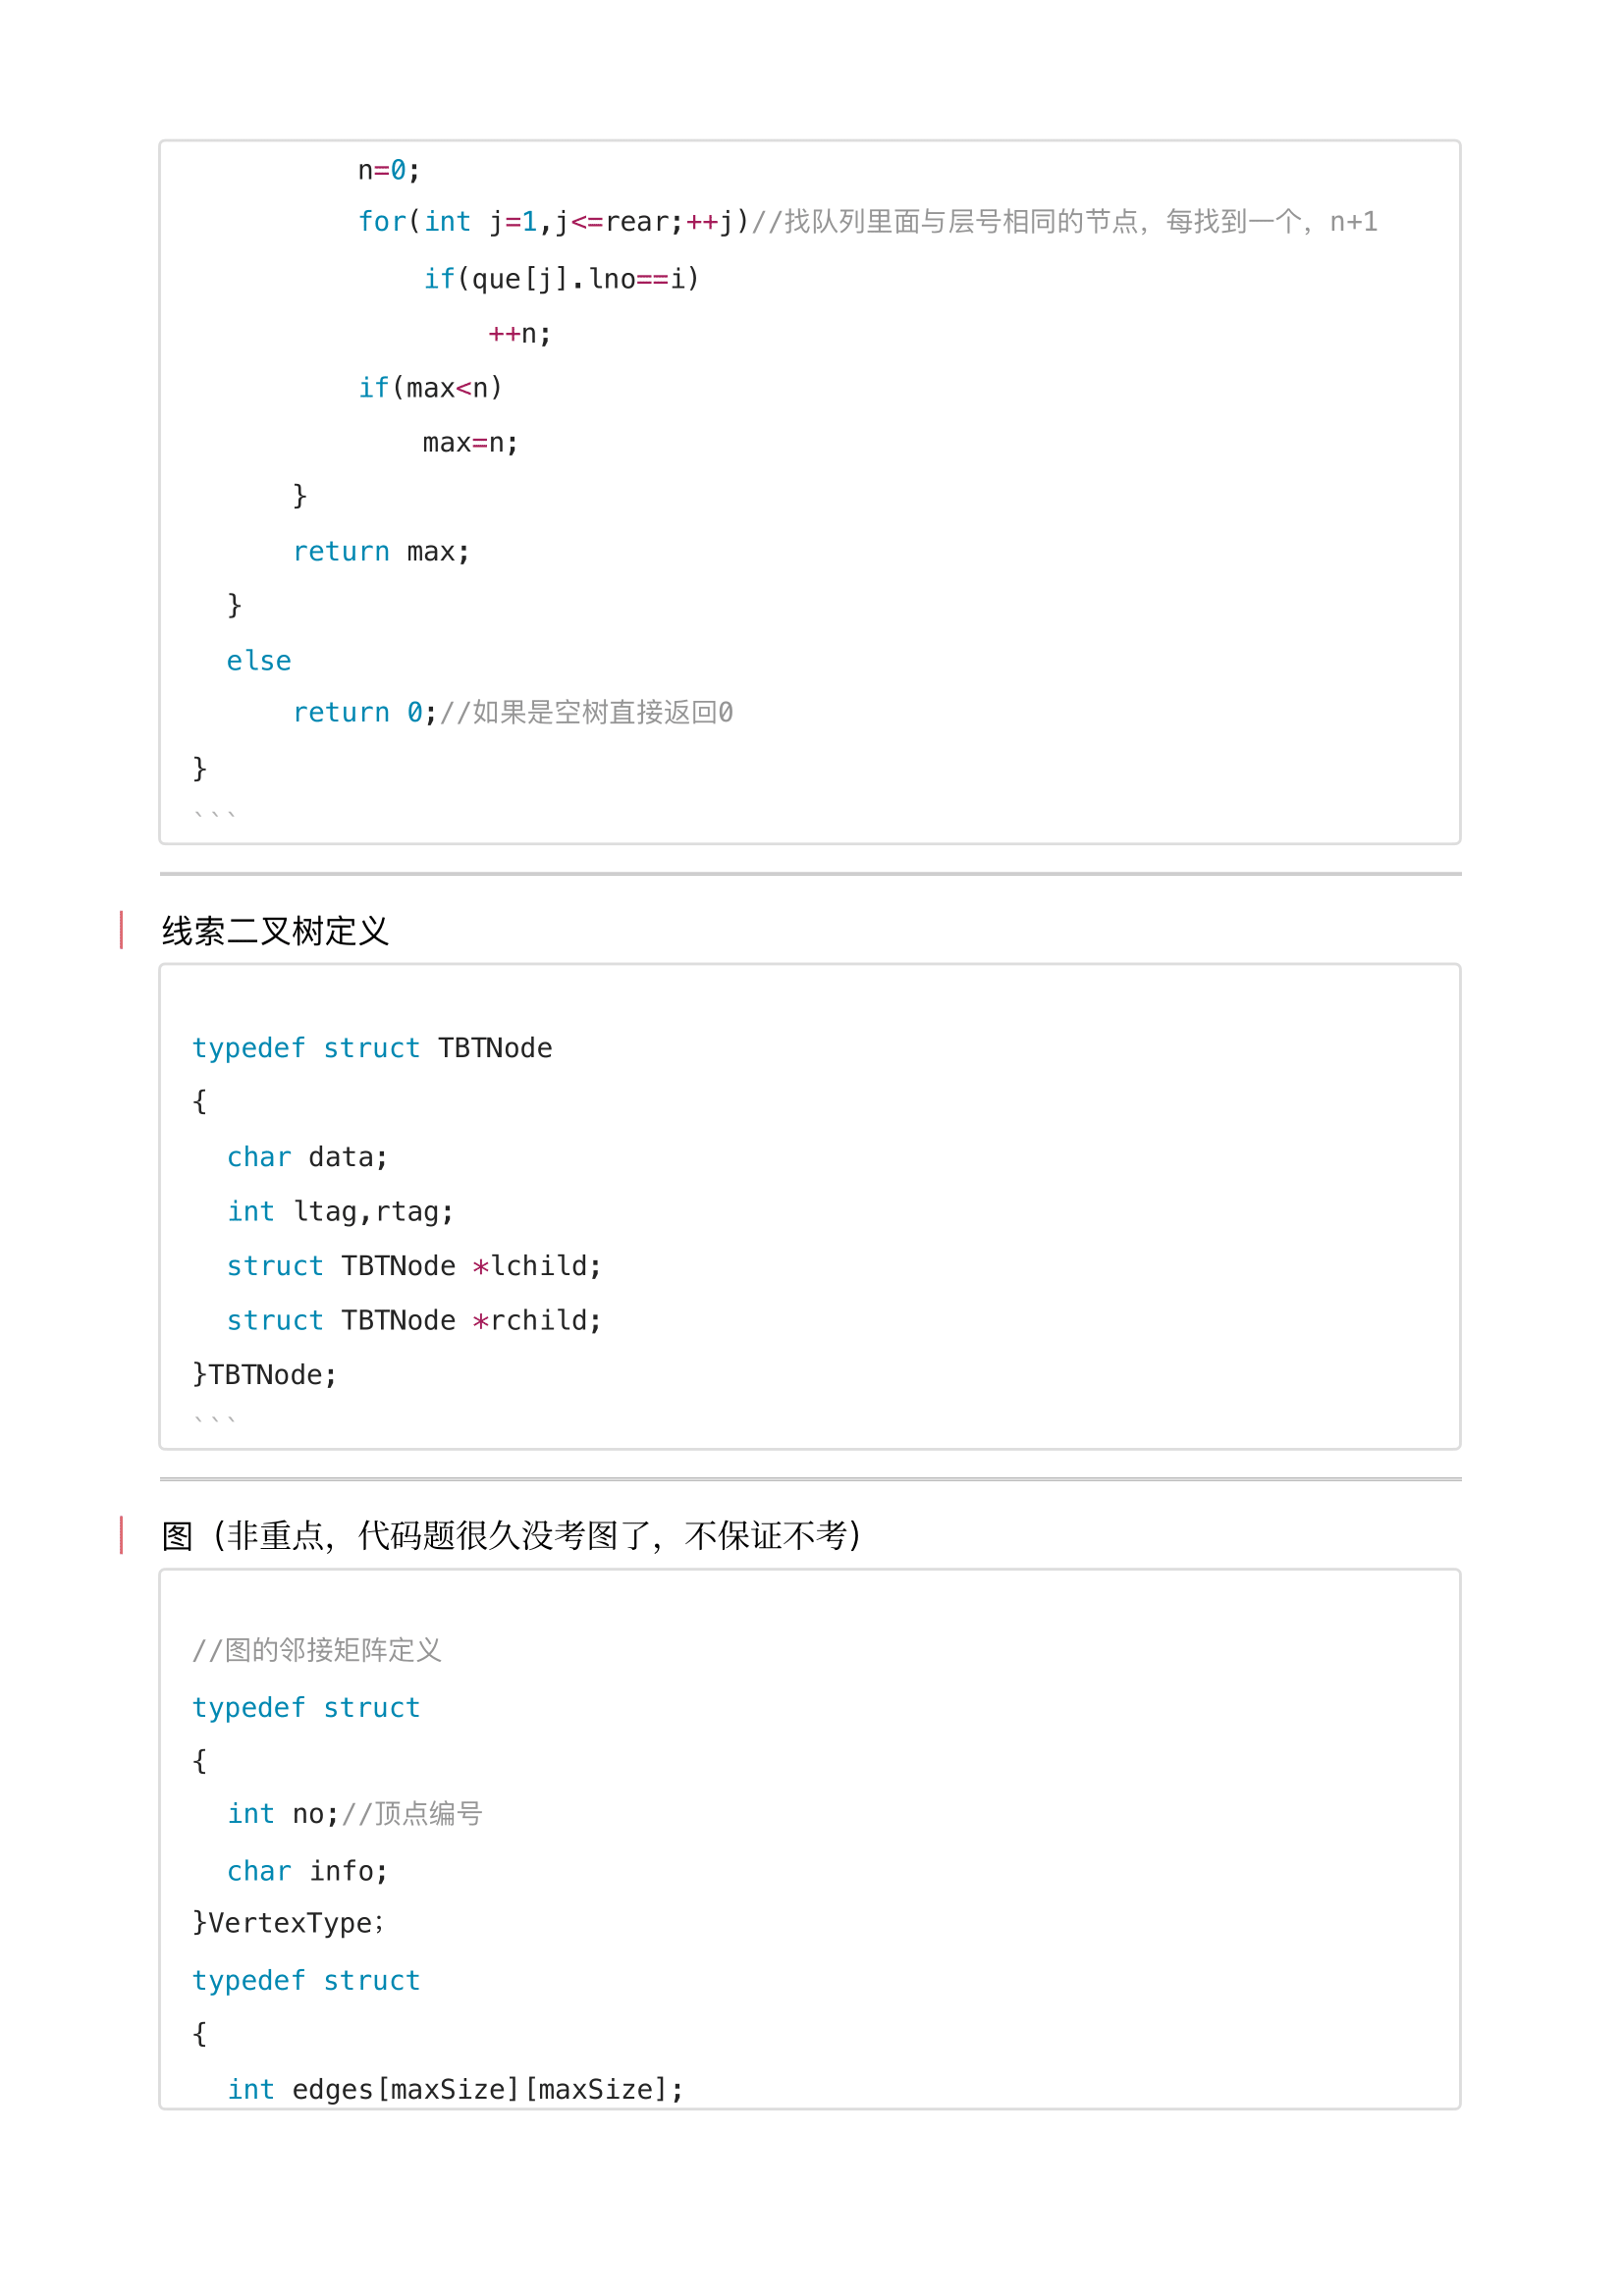 n=0;
for(int j=1,j<=rear;++j)//找队列里面与层号相同的节点，每找到一个，n+1
if(que[j].lno==i)
++n;
if(max<n)
max=n;
}
return max;
}
else
return 0;//如果是空树直接返回0
}
```
线索二叉树定义
typedef struct TBTNode
{
char data;
int ltag,rtag;
struct TBTNode *lchild;
struct TBTNode *rchild;
}TBTNode;
```
图（非重点，代码题很久没考图了，不保证不考）
//图的邻接矩阵定义
typedef struct
{
int no;//顶点编号
char info;
}VertexType；
typedef struct
{
int edges[maxSize][maxSize];